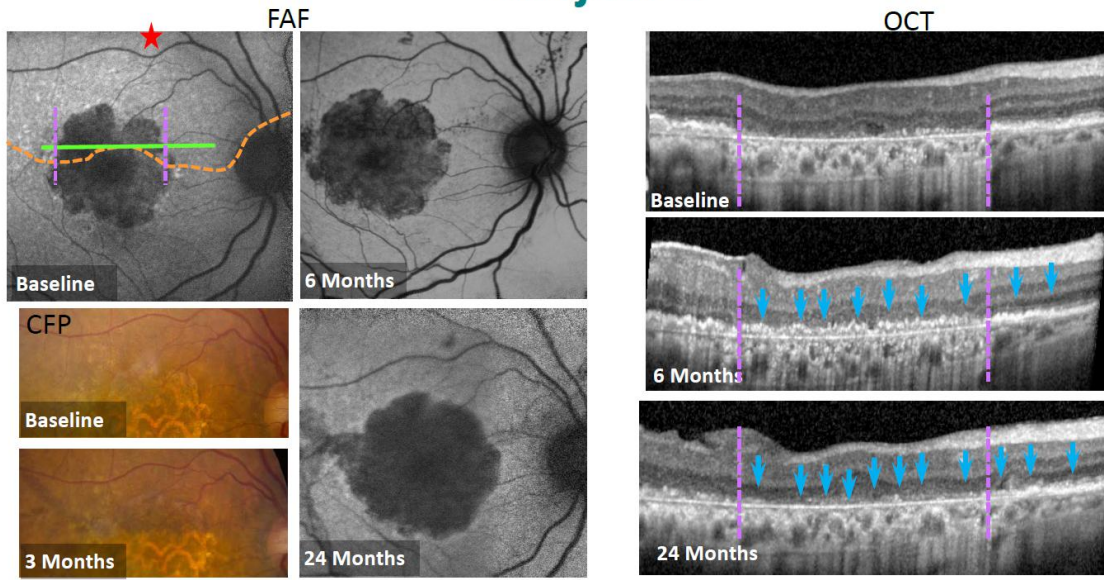 FAF
OCT
Baseline
6 Months
CFP
Baseline
3 Months
24 Months
Baseline
6 Months
24 Months